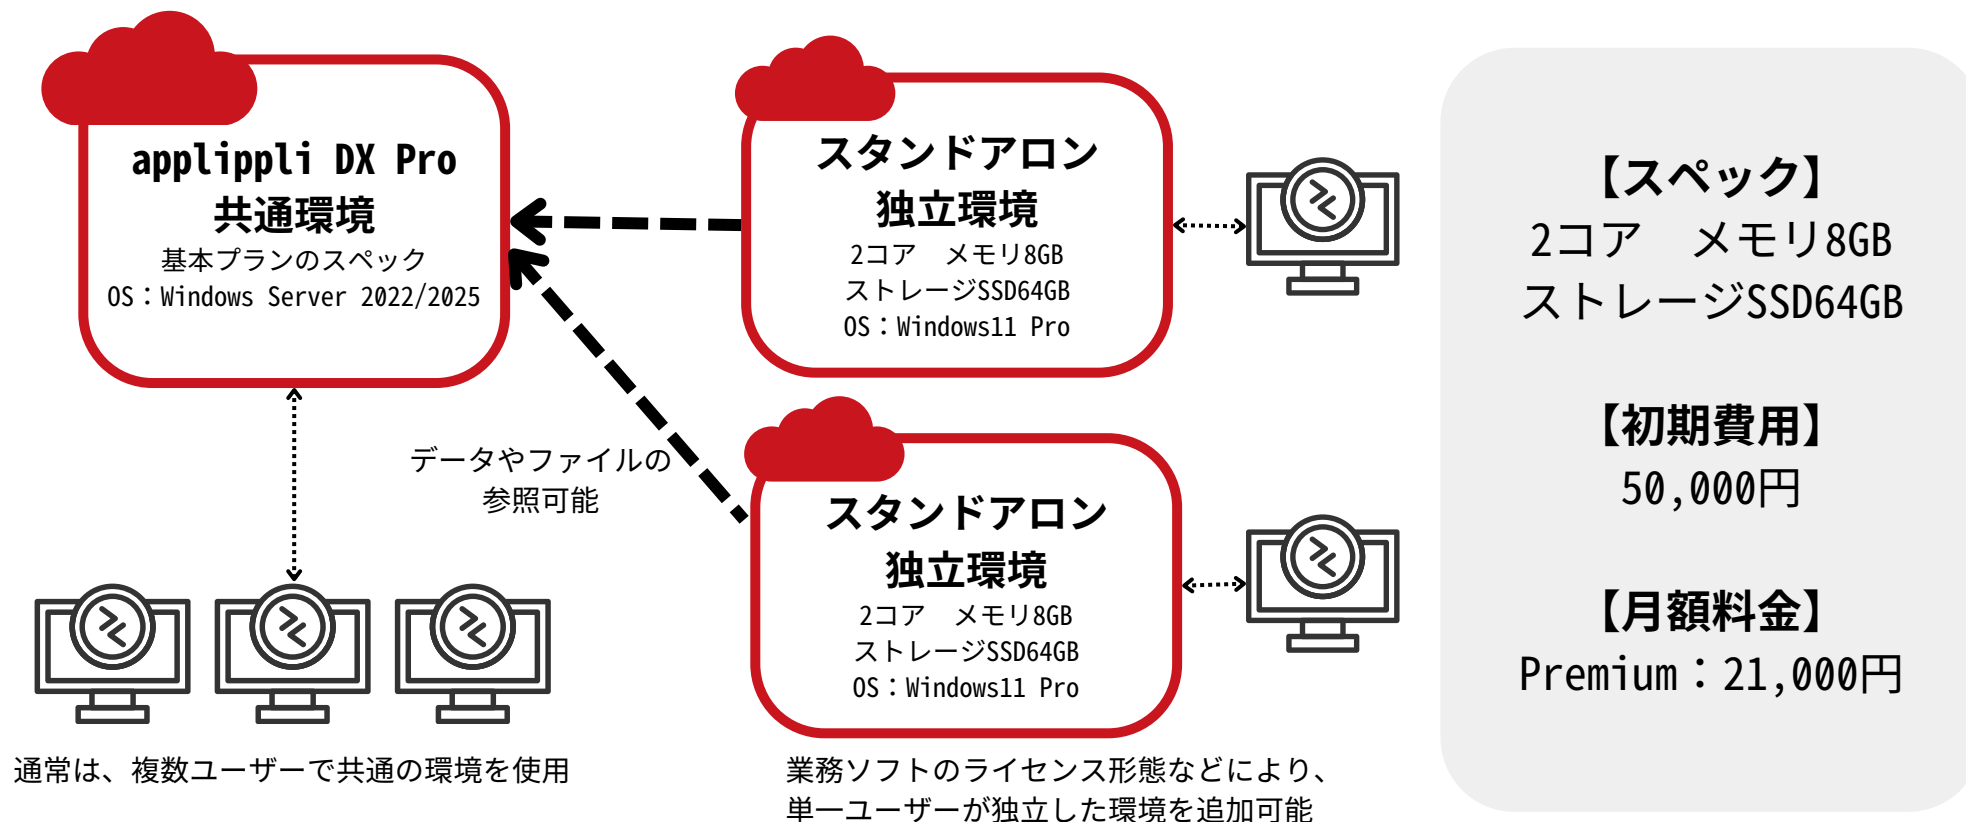 applippli DX Pro
共通環境
基本プランのスペック
OS：Windows Server 2022/2025
スタンドアロン
独立環境
2コア　メモリ8GB
ストレージSSD64GB
OS：Windows11 Pro
データやファイルの
参照可能
スタンドアロン
独立環境
2コア　メモリ8GB
ストレージSSD64GB
OS：Windows11 Pro
通常は、複数ユーザーで共通の環境を使用
業務ソフトのライセンス形態などにより、
単一ユーザーが独立した環境を追加可能
【スペック】
2コア　メモリ8GB
ストレージSSD64GB
【初期費用】
50,000円
【月額料金】
Premium：21,000円